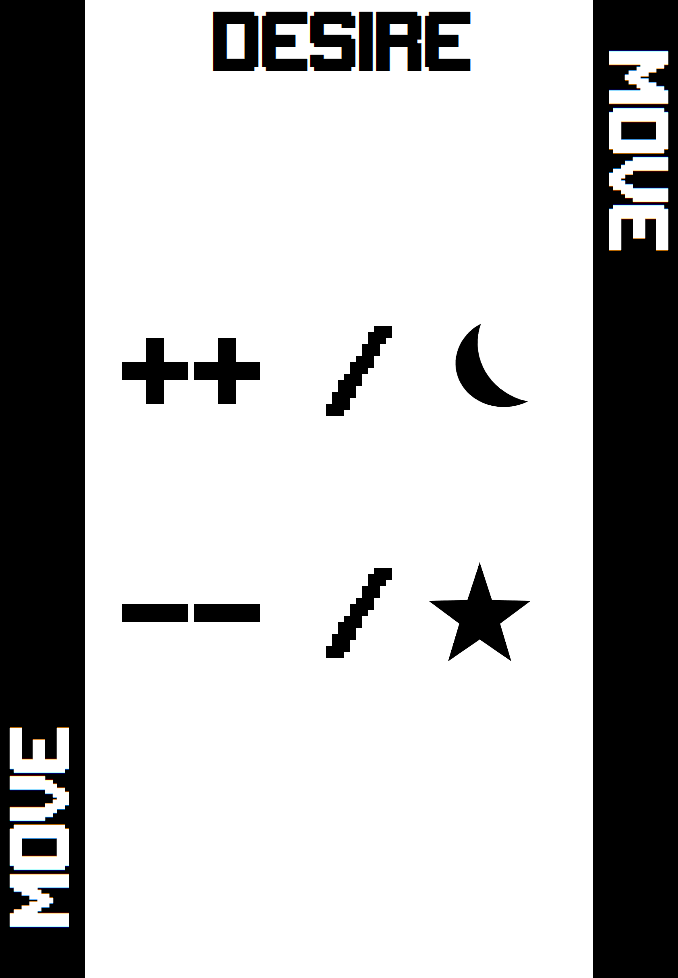 DESIRE
MOVE
++ / ☾
-- / ★
MOVE